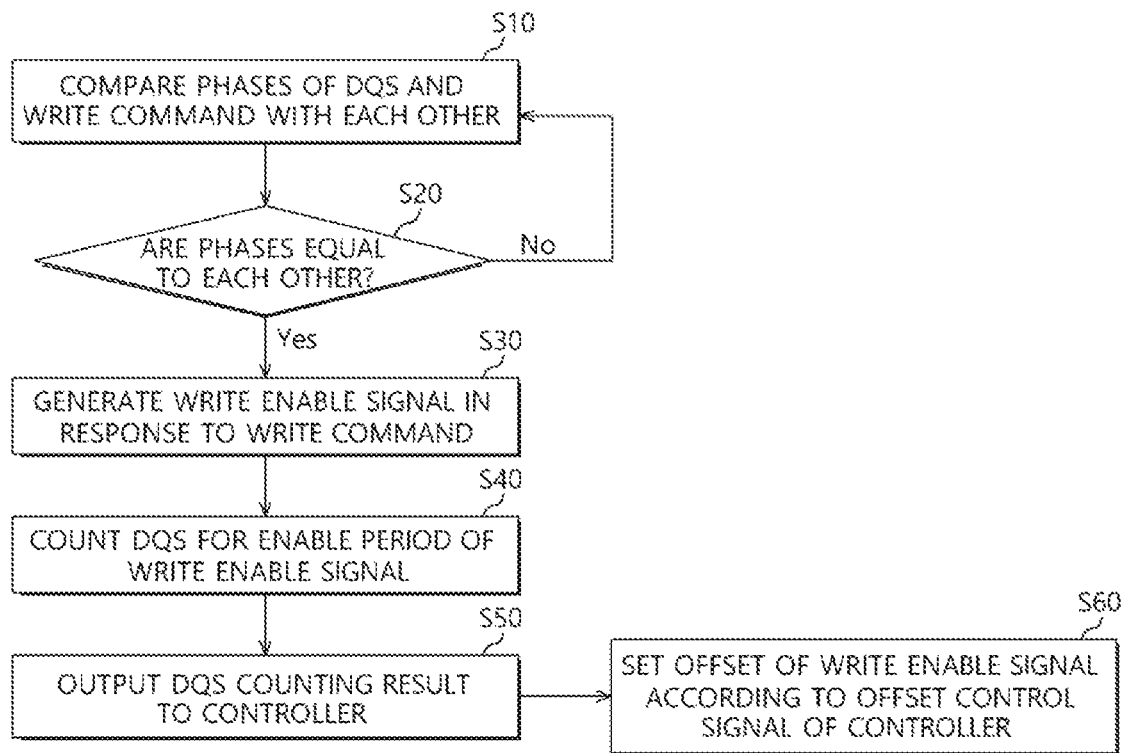 S10
COMPARE PHASES OF DQS AND
WRITE COMMAND WITH EACH OTHER
S20
ARE PHASES EQUAL
TO EACH OTHER?
No
Yes
S30
GENERATE WRITE ENABLE SIGNAL IN
RESPONSE TO WRITE COMMAND
S40
COUNT DQS FOR ENABLE PERIOD OF
WRITE ENABLE SIGNAL
S50
OUTPUT DQS COUNTING RESULT
TO CONTROLLER
S60
SET OFFSET OF WRITE ENABLE SIGNAL
ACCORDING TO OFFSET CONTROL
SIGNAL OF CONTROLLER